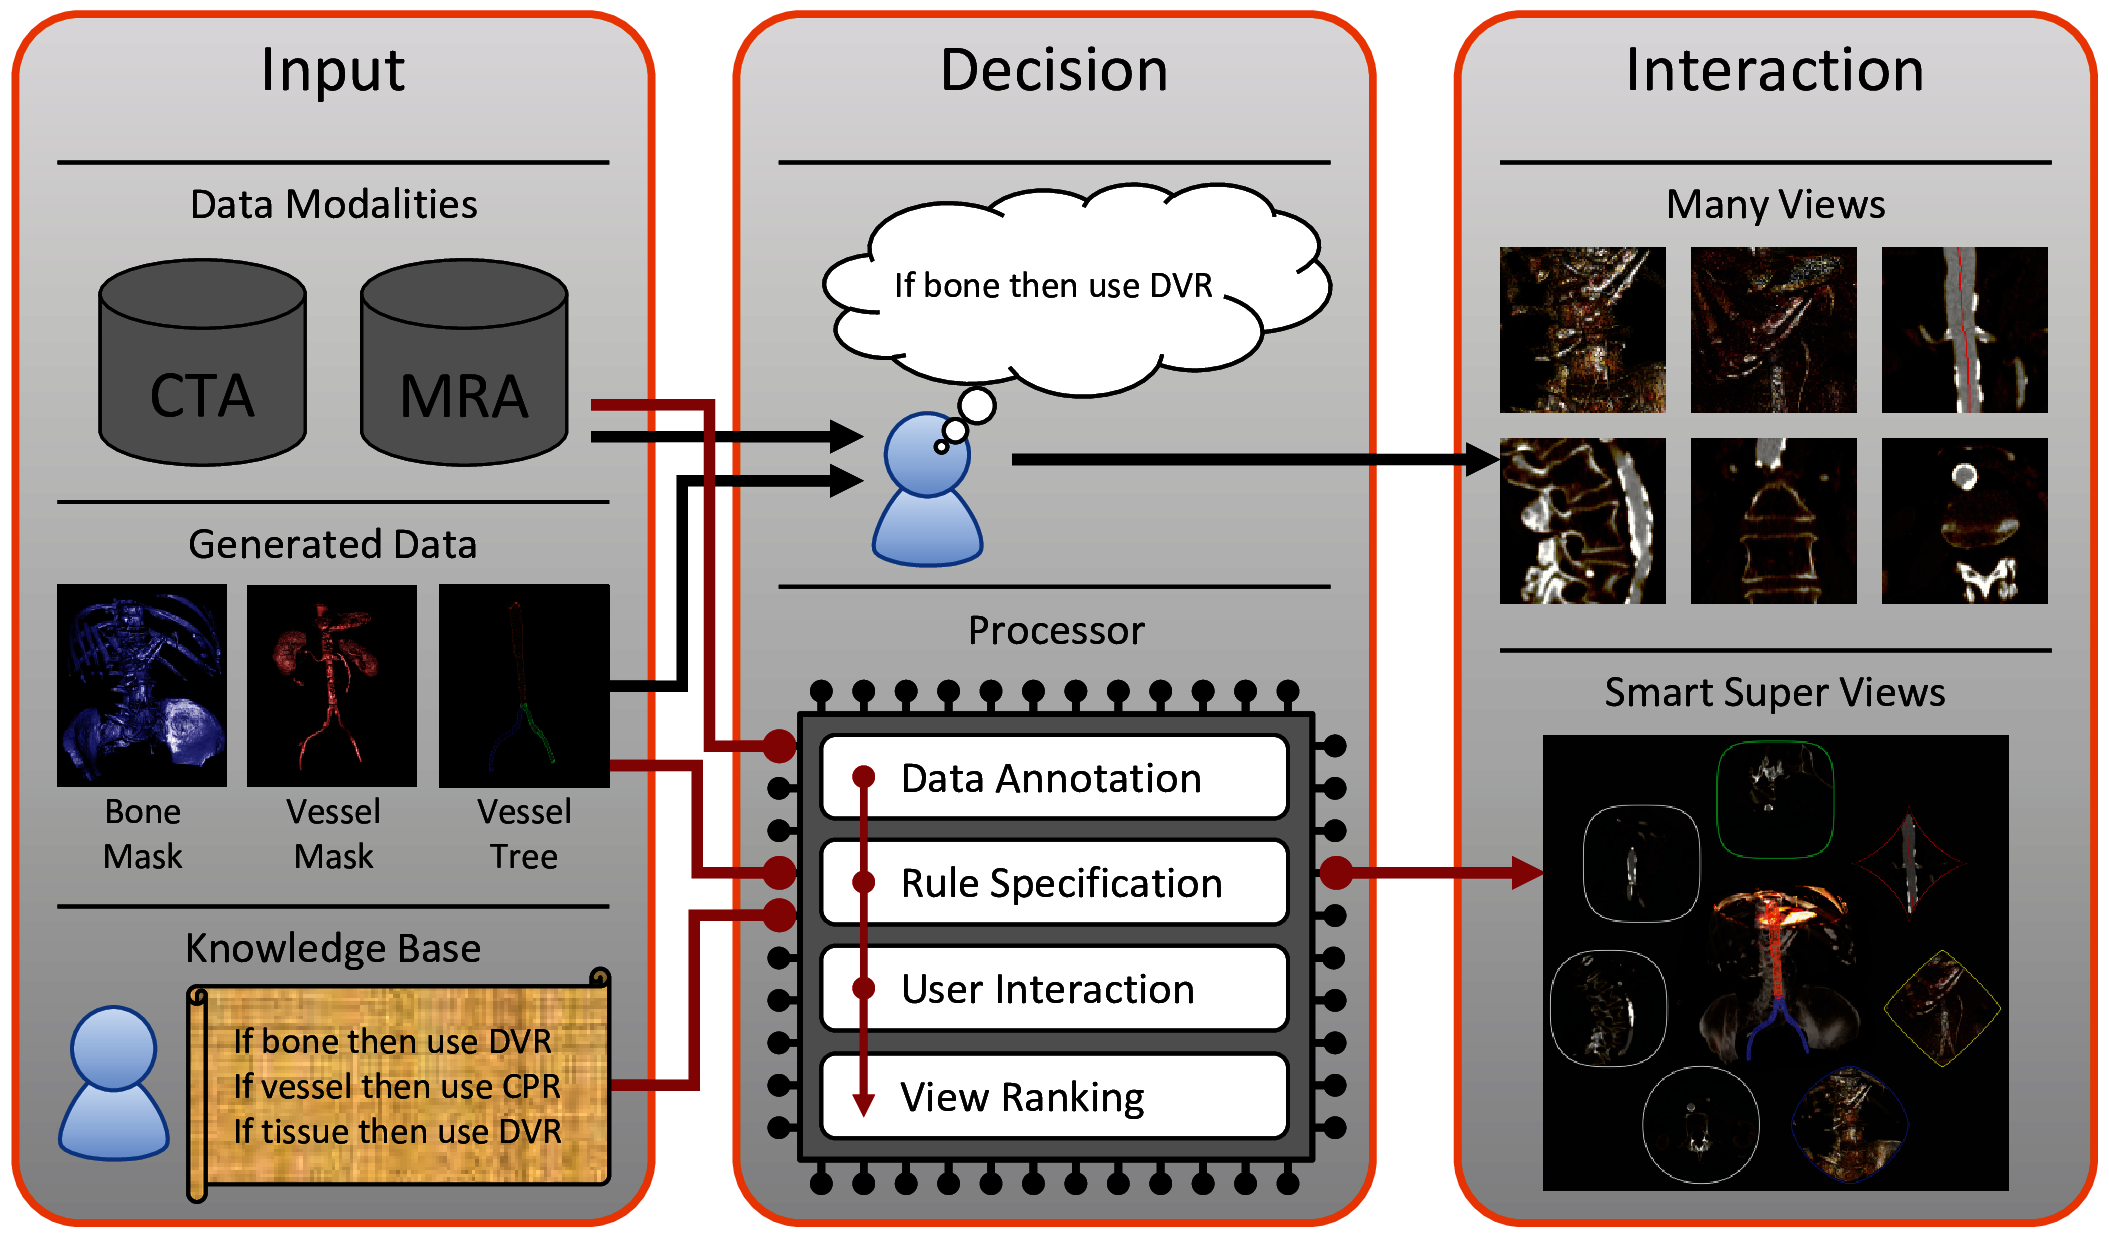 Input
Data Modalities
CTA
MRA
Generated Data
Bone
Mask
Vessel
Mask
Vessel
Tree
Knowledge Base
If bone then use DVR
If vessel then use CPR
If tissue then use DVR
Decision
If bone then use DVR
Processor
Data Annotation
Rule Specification
User Interaction
View Ranking
Interaction
Many Views
Smart Super Views